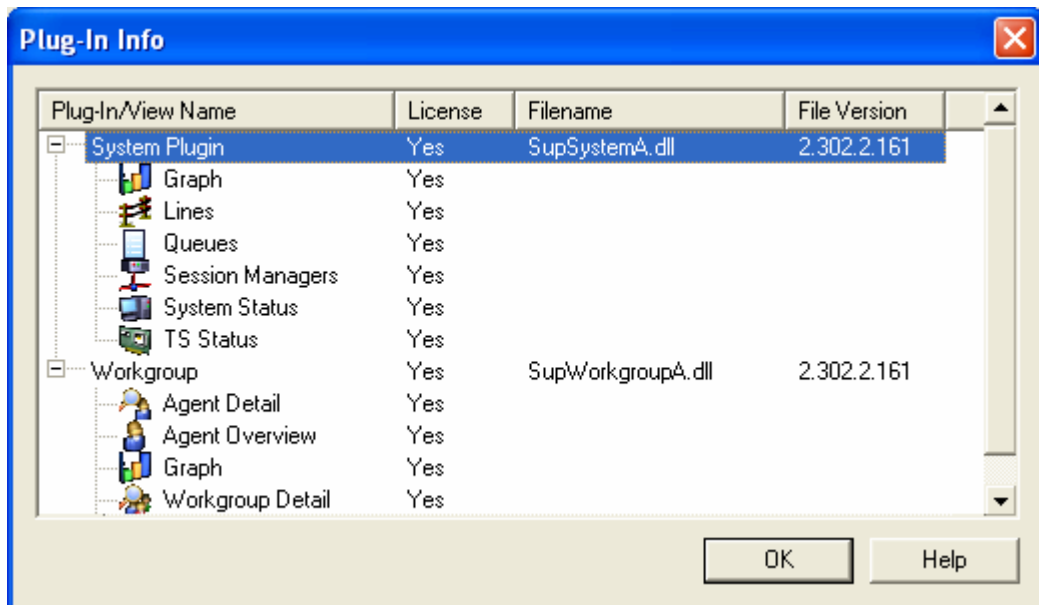 Plug-In Info
Plug-In/View Name License Filename File Version
System Plugin Yes SupSystemA.dll 2.302.2.161
Graph Yes
Lines Yes
Queues Yes
Session Managers Yes
System Status Yes
TS Status Yes
Workgroup Yes SupWorkgroupA.dll 2.302.2.161
Agent Detail Yes
Agent Overview Yes
Graph Yes
Workgroup Detail Yes
OK Help